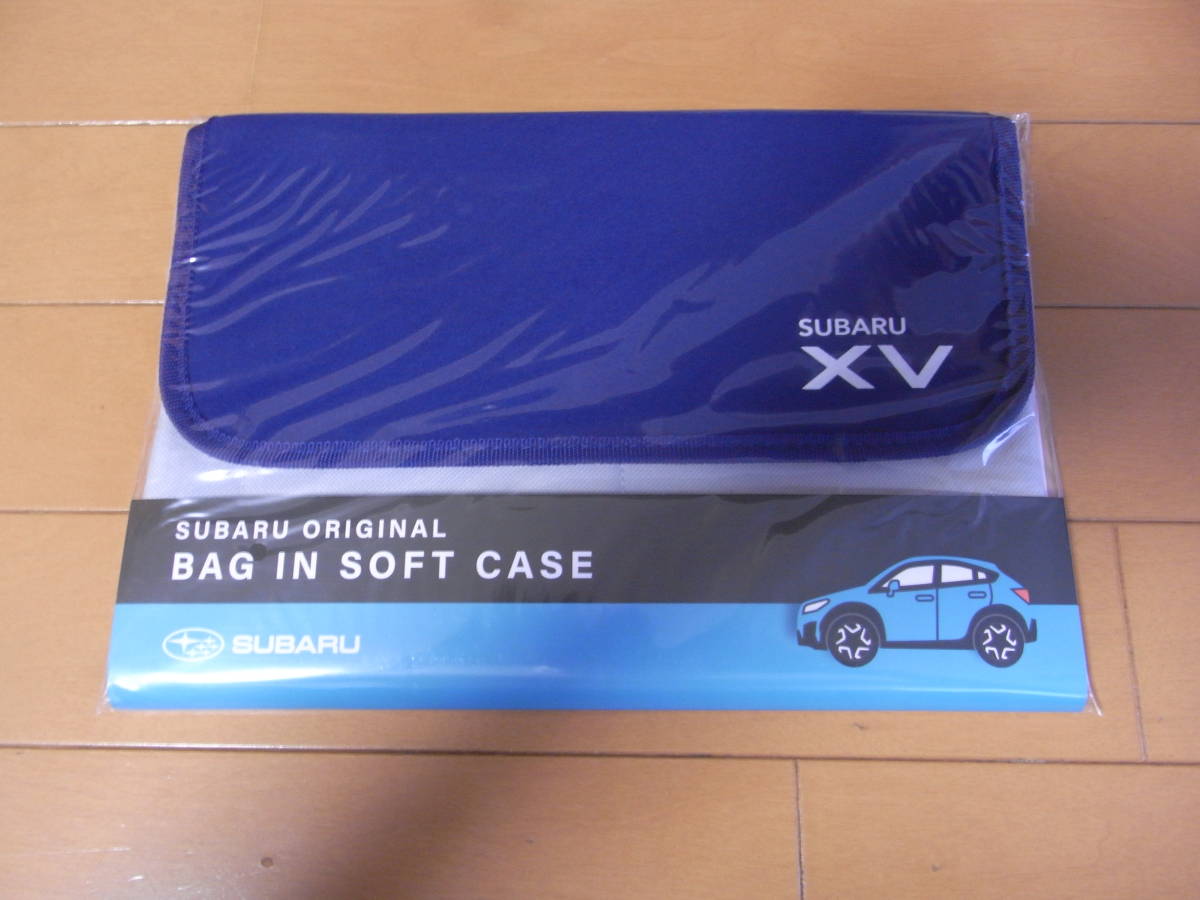 SUBARU
XV
SUBARU ORIGINAL
BAG IN SOFT CASE
SUBARU